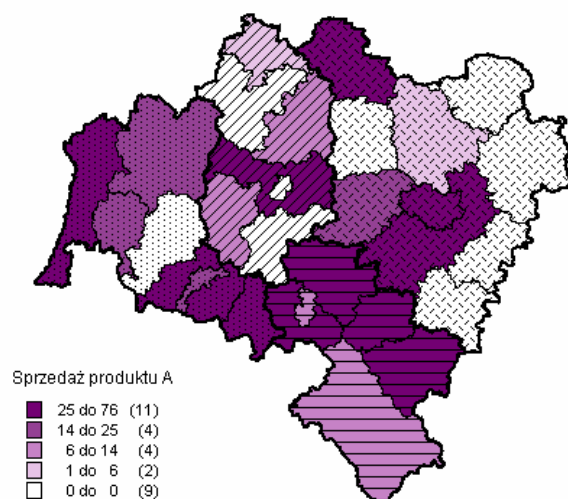 Sprzedaż produktu A
25 do 76 (11)
14 do 25 (4)
6 do 14 (4)
1 do 6 (2)
0 do 0 (9)